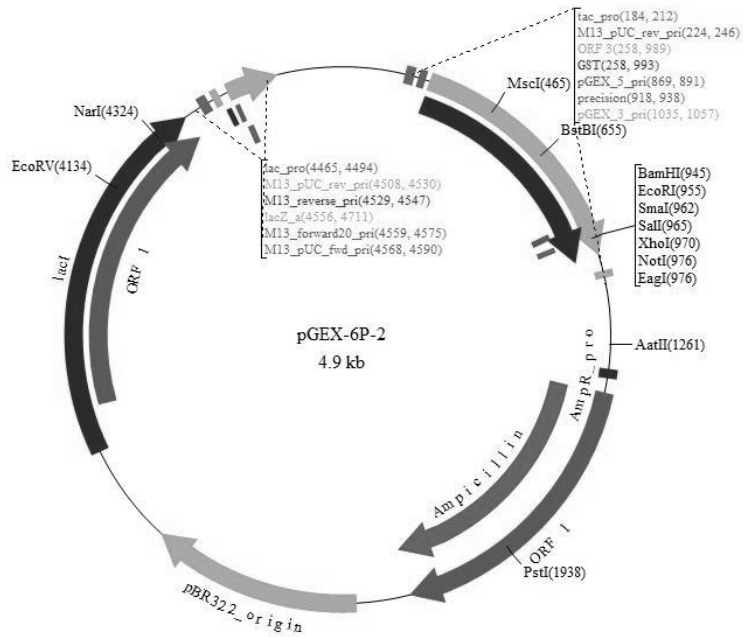 tac_pro(184, 212)
M13_pUC_rev_pri(224, 246)
ORF 3(258, 989)
GST(258, 993)
pGEX_5_pri(869, 891)
precision(918, 938)
pGEX_3_pri(1035, 1057)
MscI(465)
BstBI(655)
NarI(4324)
EcoRV(4134)
lac_pro(4465, 4494)
M13_pUC_rev_pri(4508, 4530)
M13_reverse_pri(4529, 4547)
lacZ_a(4556, 4711)
M13_forward20_pri(4559, 4575)
M13_pUC_fwd_pri(4568, 4590)
BamHI(945)
EcoRI(955)
SmaI(962)
SalI(965)
XhoI(970)
NotI(976)
EagI(976)
lacI
ORF 1
pGEX-6P-2
4.9 kb
AatII(1261)
AmpR_pro
Ampicillin
ORF 1
PstI(1938)
pBR322_origin